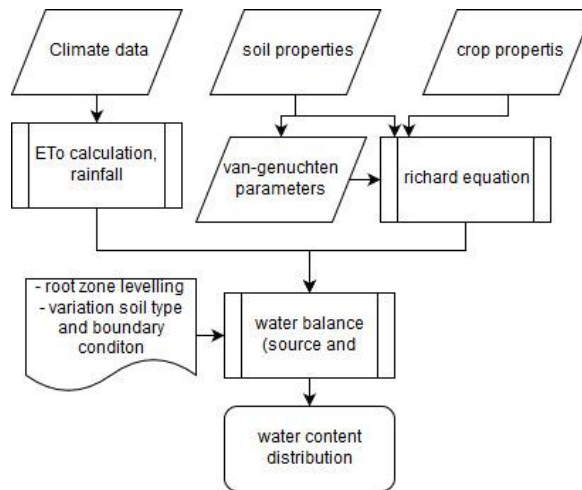 Climate data
soil properties
crop propertis
ETo calculation,
rainfall
van-genuchten
parameters
richard equation
- root zone levelling
- variation soil type
and boundary
conditon
water balance
(source and
water content
distribution